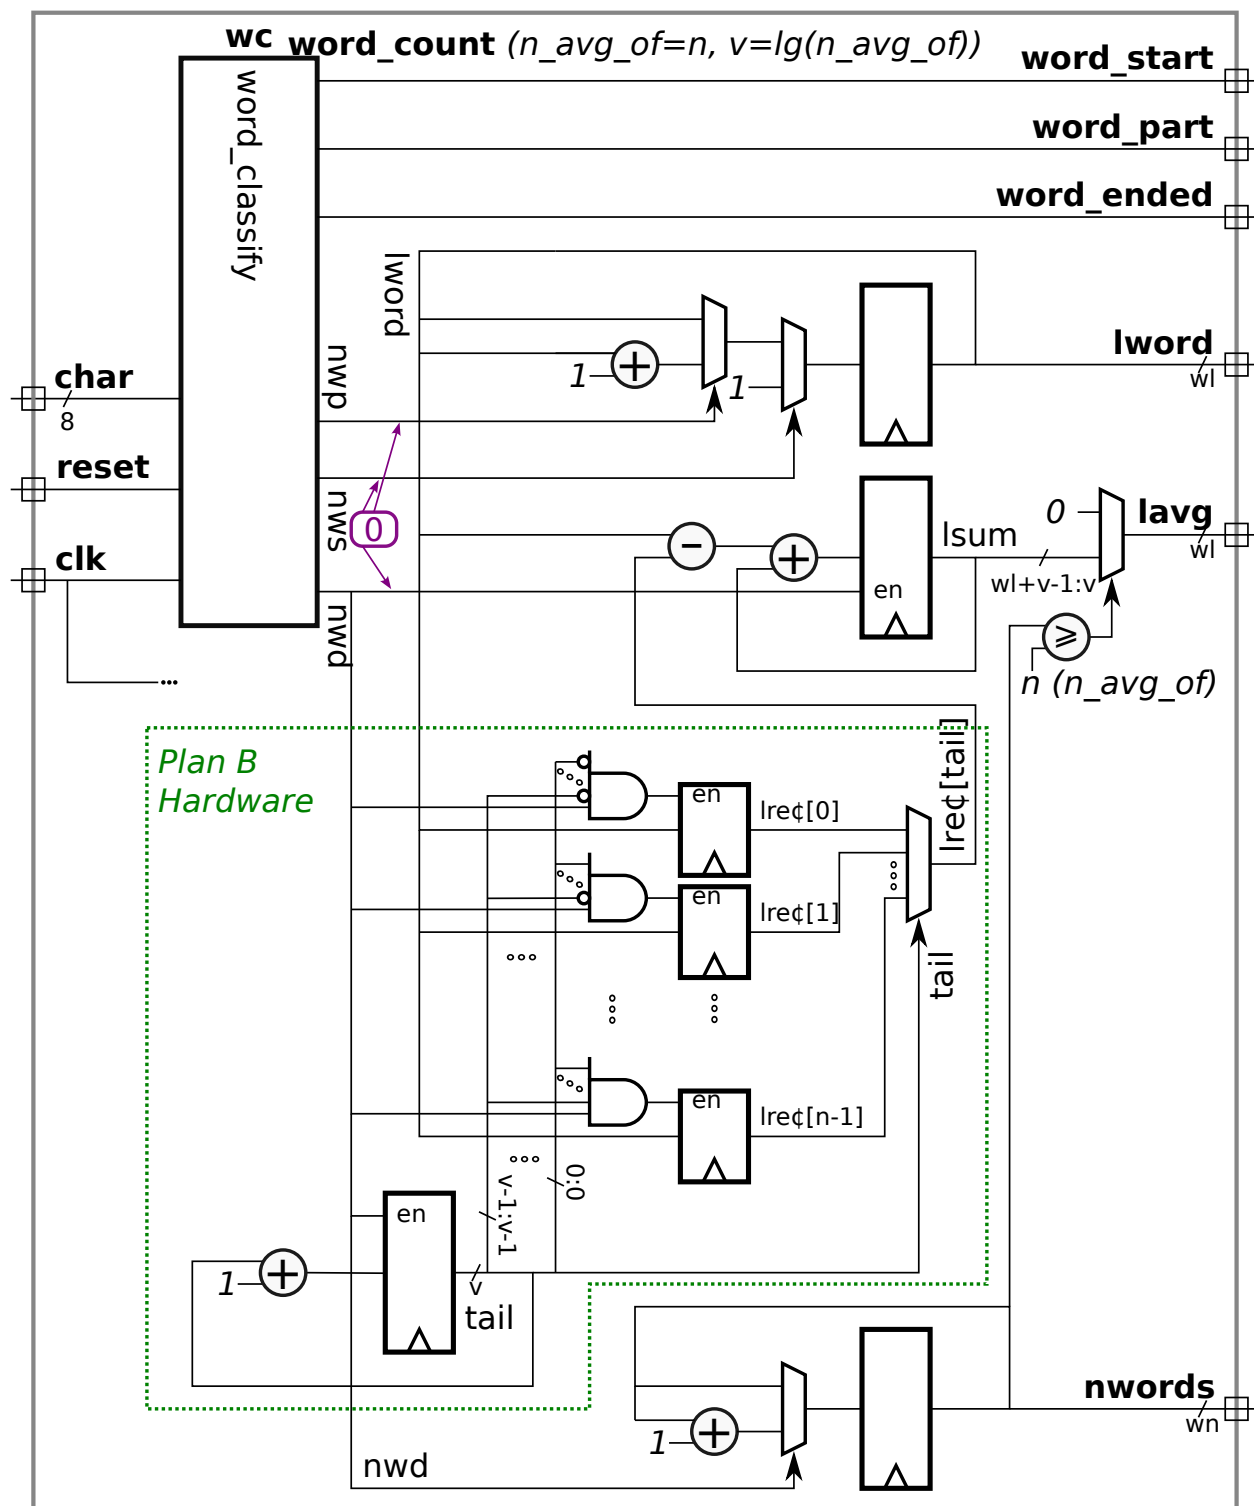 wc word_count (n_avg_of=n, v=lg(n_avg_of))
word_start
word_classify
word_part
word_ended
lword
lword
wl
1
1
nwp
char
8
reset
nws
0
clk
nwd
...
−
+
lsum
en
wl+v-1:v
0
lavg
wl
≥
n (n_avg_of)
Plan B
Hardware
lre¢[tail]
en
lre¢[0]
en
lre¢[1]
tail
en
lre¢[n-1]
0:0
v-1:v-1
en
+
1
v
tail
nwords
wn
+
1
nwd